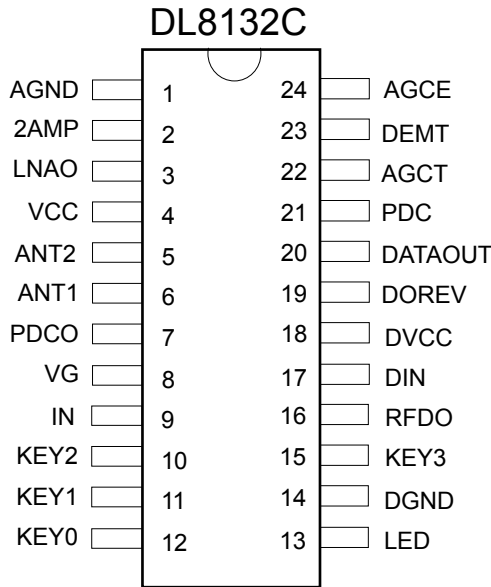 DL8132C
AGND 1 24 AGCE
2AMP 2 23 DEMT
LNAO 3 22 AGCT
VCC 4 21 PDC
ANT2 5 20 DATAOUT
ANT1 6 19 DOREV
PDCO 7 18 DVCC
VG 8 17 DIN
IN 9 16 RFDO
KEY2 10 15 KEY3
KEY1 11 14 DGND
KEY0 12 13 LED